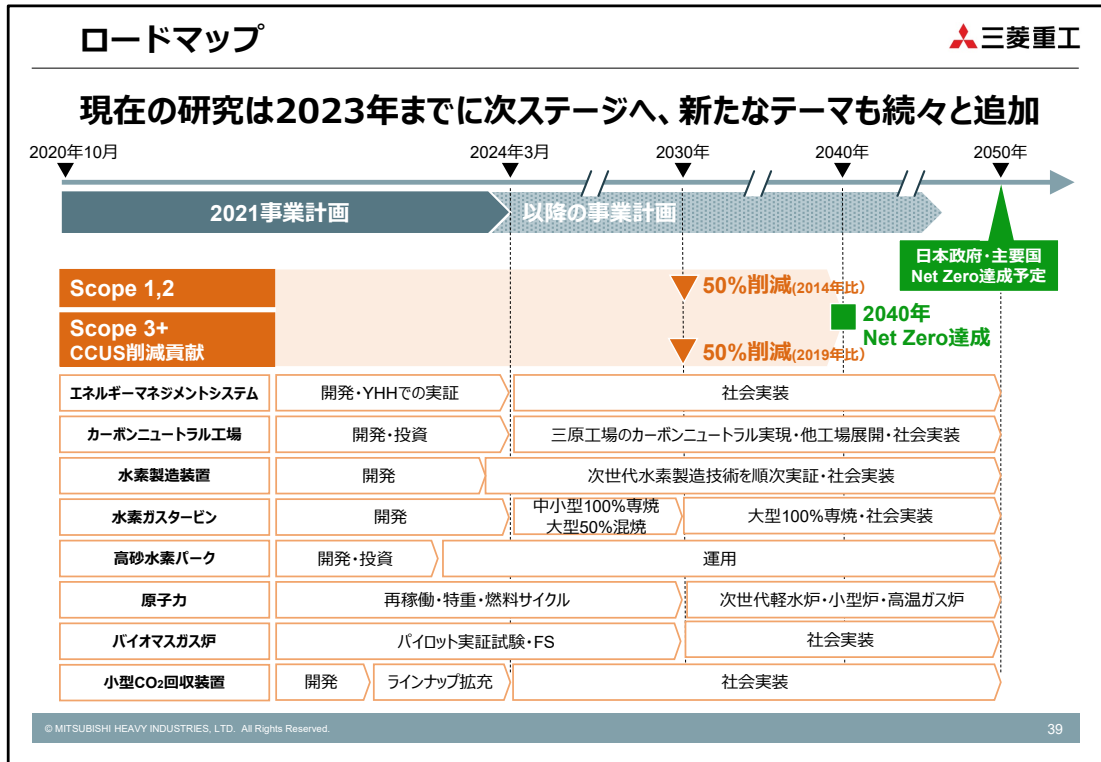 ロードマップ
三菱重工
現在の研究は2023年までに次ステージへ、新たなテーマも続々と追加
2020年10月
2024年3月
2030年
2040年
2050年
2021事業計画
以降の事業計画
日本政府・主要国
Net Zero達成予定
Scope 1,2
50%削減(2014年比)
Scope 3+
CCUS削減貢献
50%削減(2019年比)
2040年
Net Zero達成
エネルギーマネジメントシステム
開発・YHHでの実証
社会実装
カーボンニュートラル工場
開発・投資
三原工場のカーボンニュートラル実現・他工場展開・社会実装
水素製造装置
開発
次世代水素製造技術を順次実証・社会実装
水素ガスタービン
開発
中小型100%専焼
大型50%混焼
大型100%専焼・社会実装
高砂水素パーク
開発・投資
運用
原子力
再稼働・特重・燃料サイクル
次世代軽水炉・小型炉・高温ガス炉
バイオマスガス炉
パイロット実証試験・FS
社会実装
小型CO₂回収装置
開発
ラインナップ拡充
社会実装
© MITSUBISHI HEAVY INDUSTRIES, LTD. All Rights Reserved.
39